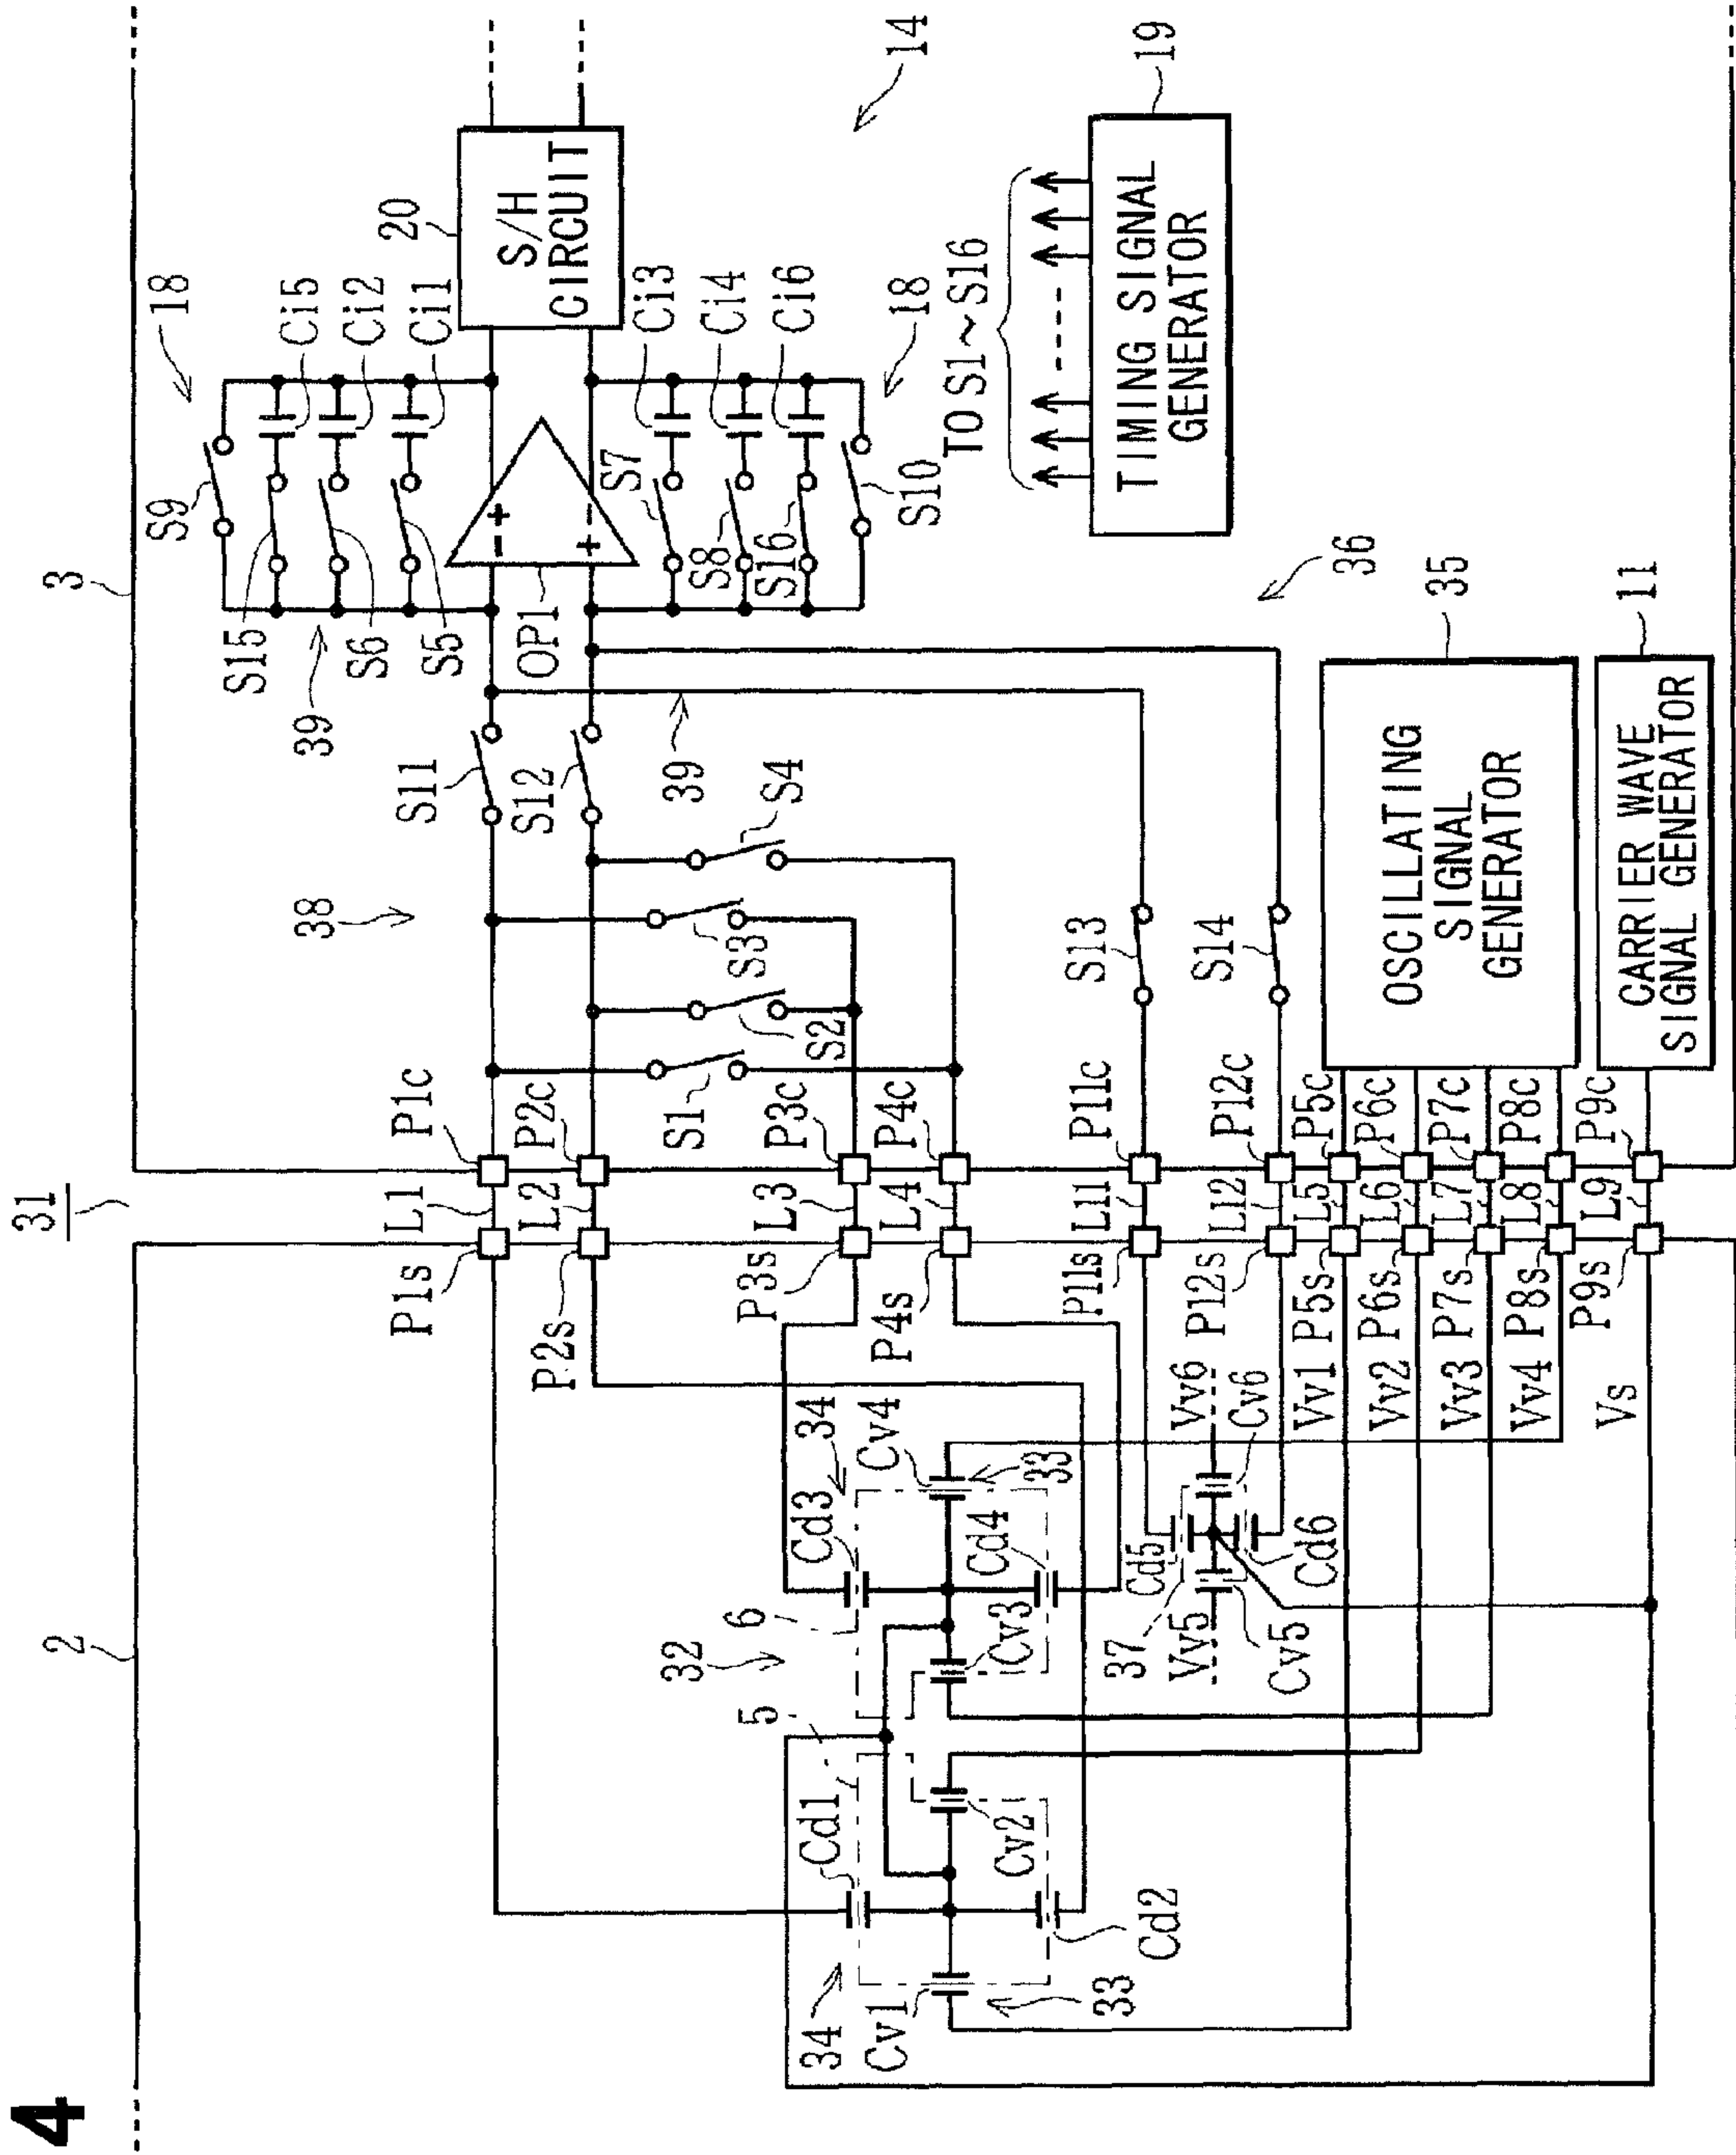 4
31
2
3
P1s
L1
P1c
P2s
L2
P2c
P3s
L3
P3c
P4s
L4
P4c
P11s
L11
P11c
P12s
L12
P12c
Vv1
P5s
L5
P5c
Vv2
P6s
L6
P6c
Vv3
P7s
L7
P7c
Vv4
P8s
L8
P8c
Vs
P9s
L9
P9c
34
Cv1
Cd1
5
33
Cd2
Cv2
32
6
Cd3
34
Cv4
33
Cv3
Cd4
37
Vv5
Cv5
Cd5
Cd6
Vv6
Cv6
38
S1
S2
S3
S4
S11
S12
39
S13
S14
39
S15
S6
S5
S9
18
Ci5
Ci2
Ci1
OP1
− +
+ −
S7
S8
S16
S10
Ci3
Ci4
Ci6
18
20
S/H
CIRCUIT
14
TO S1~S16
TIMING SIGNAL
GENERATOR
19
36
OSCILLATING
SIGNAL
GENERATOR
35
CARRIER WAVE
SIGNAL GENERATOR
11